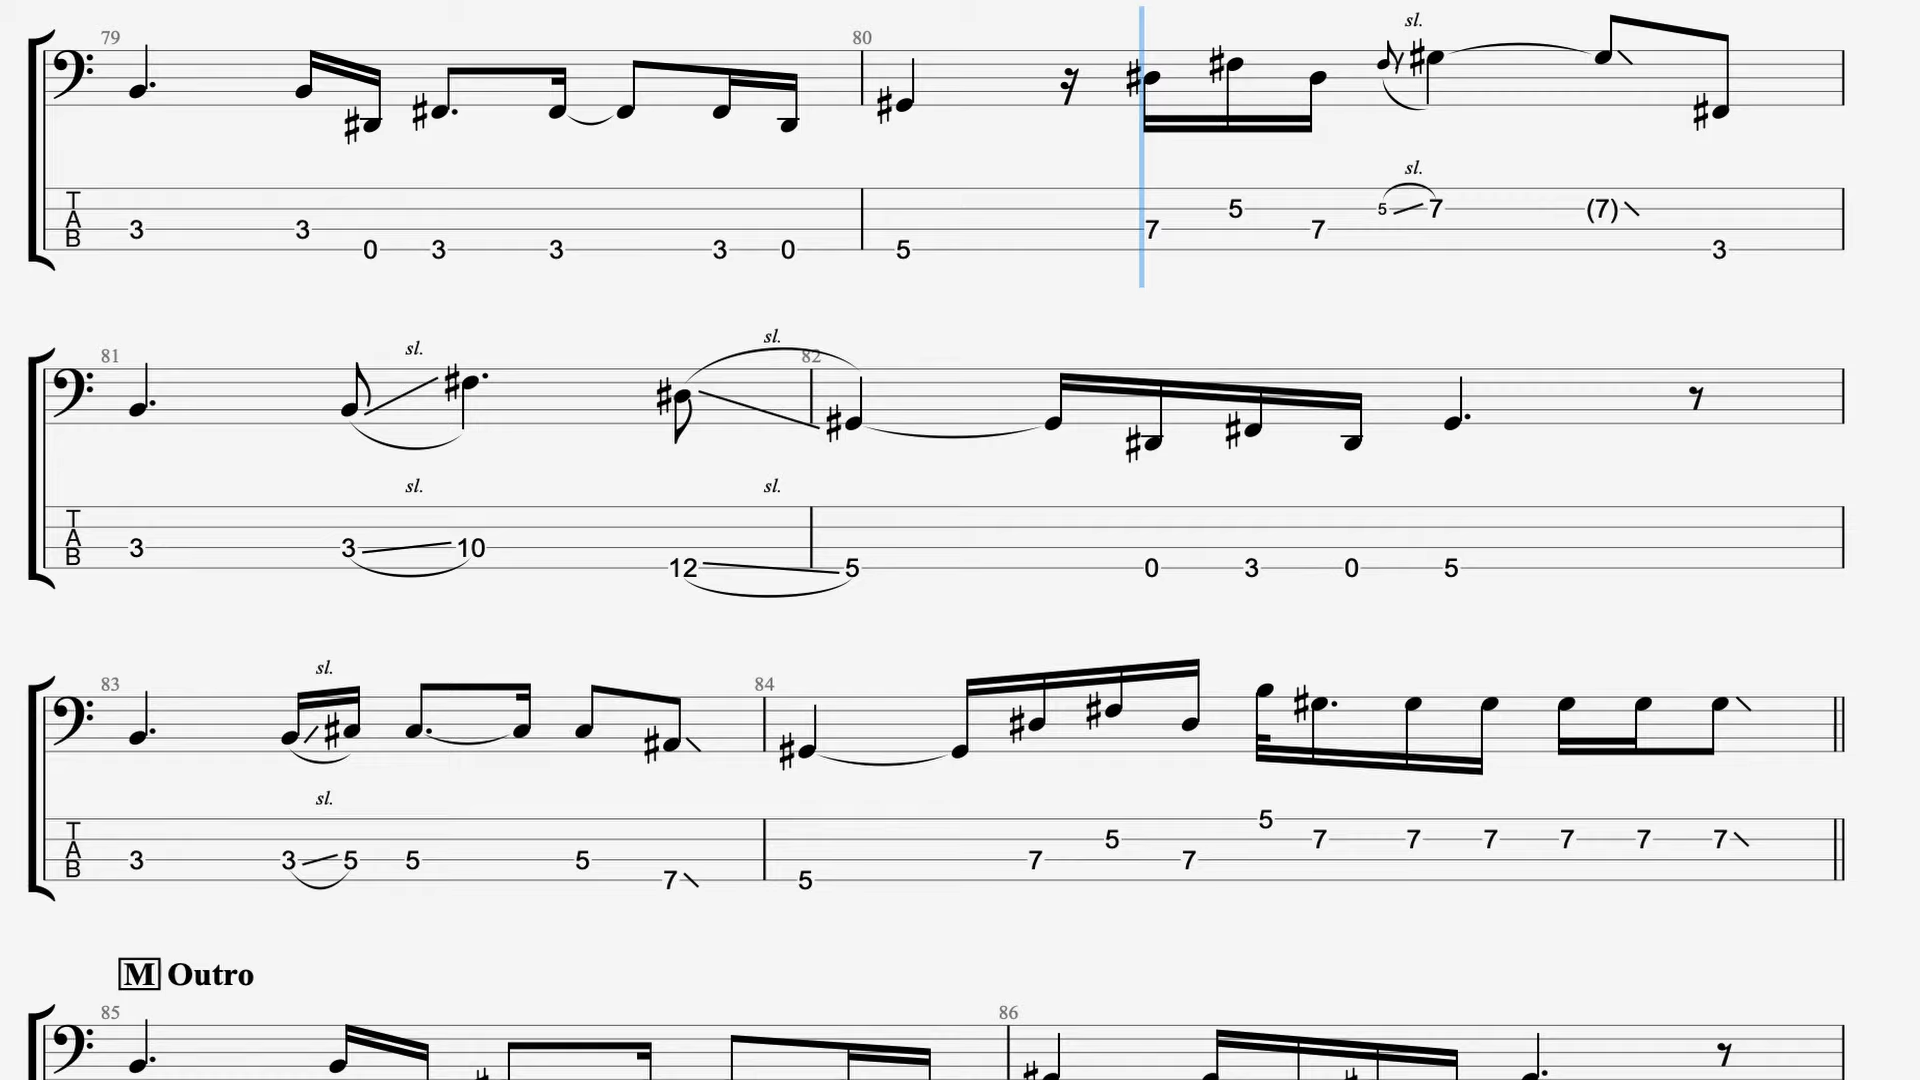 79 80 sl.
sl.
T A B 3 3 0 3 3 3 0 5 7 5 7 5 7 (7) 3
81 sl. sl. 82
sl. sl.
T A B 3 3 10 12 5 0 3 0 5
83 sl. 84
sl.
T A B 3 3 5 5 5 7 5 7 5 7 5 7 7 7 7 7 7
M Outro
85 86